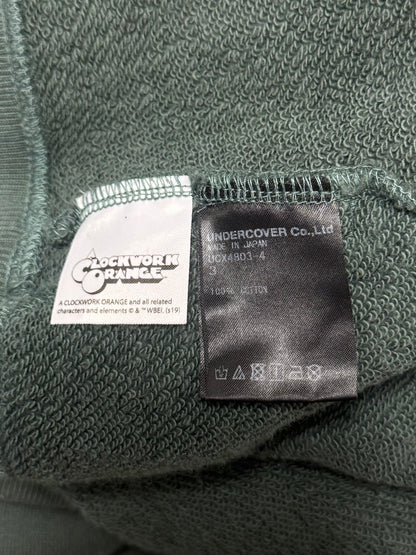 A CLOCKWORK
ORANGE
A CLOCKWORK ORANGE and all related
characters and elements © & ™ WBEI. (s19)
UNDERCOVER Co.,Ltd
MADE IN JAPAN
UCX4803-4
3
100% COTTON